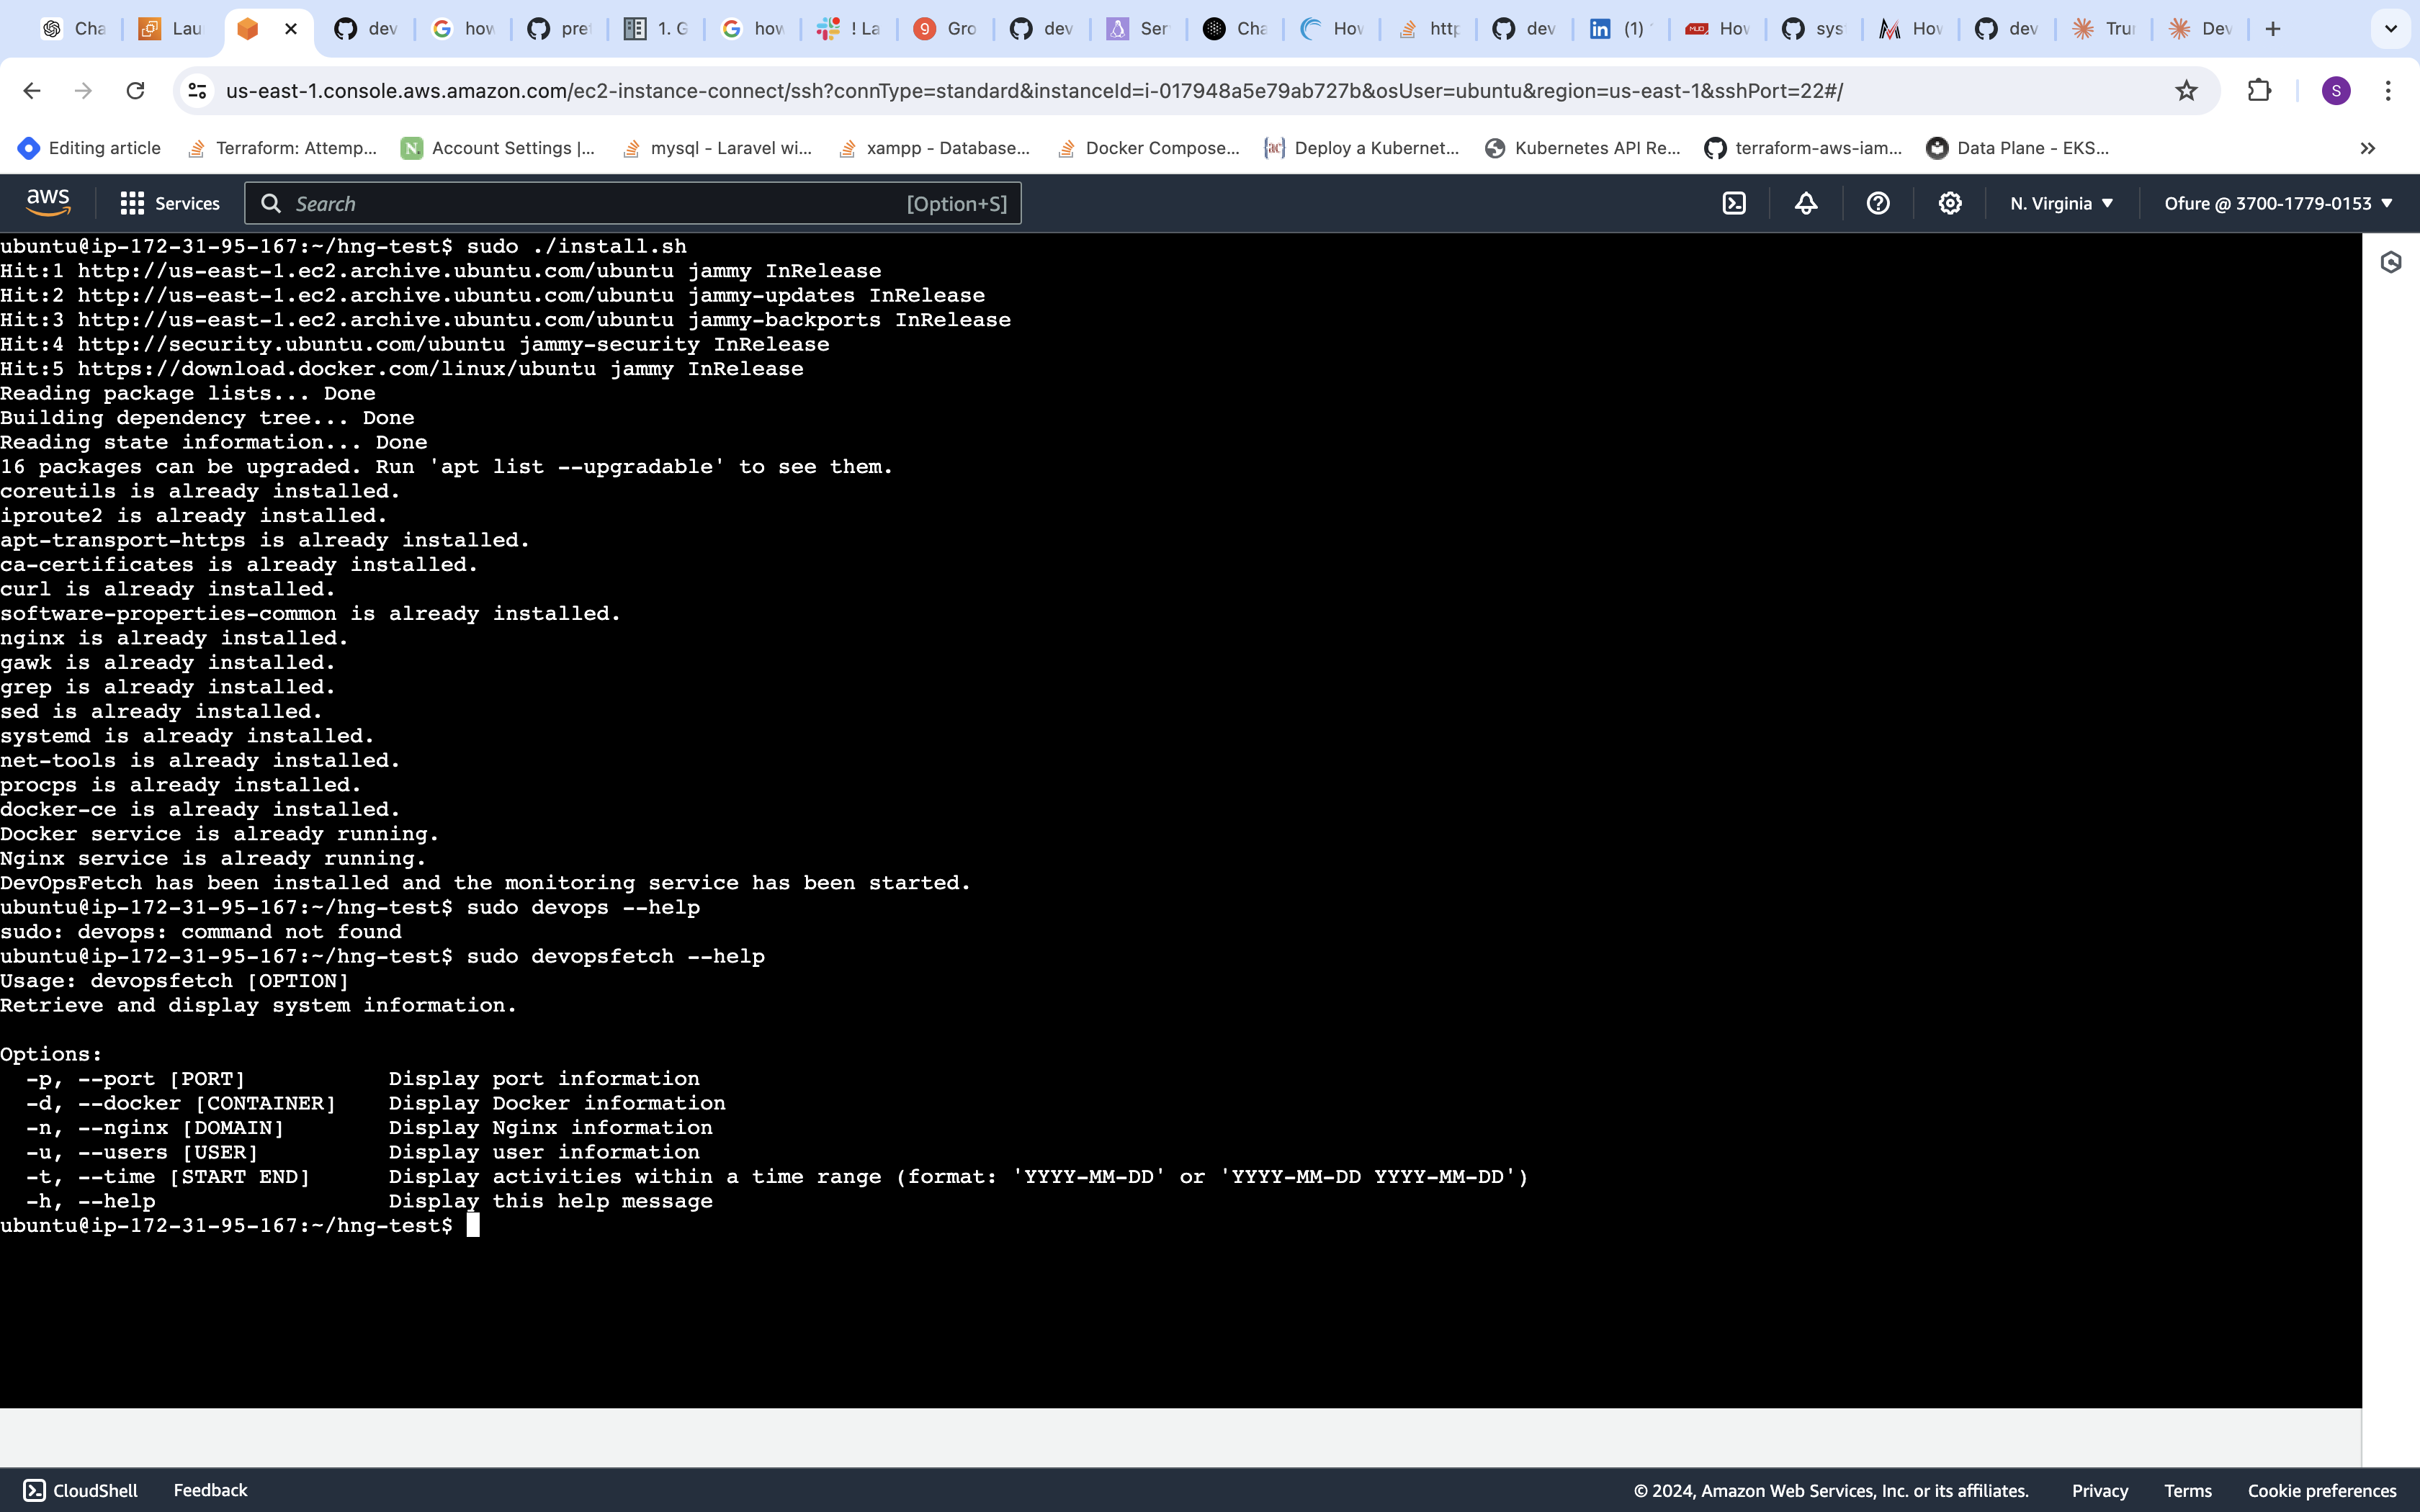 Cha
Lau
dev
how
pref
1. G
how
! La
9
Gro
dev
Ser
Cha
How
http
dev
(1)
How
sys
How
dev
Trun
Dev
us-east-1.console.aws.amazon.com/ec2-instance-connect/ssh?connType=standard&instanceId=i-017948a5e79ab727b&osUser=ubuntu&region=us-east-1&sshPort=22#/
S
Editing article
Terraform: Attemp...
Account Settings |...
mysql - Laravel wi...
xampp - Database...
Docker Compose...
Deploy a Kubernet...
Kubernetes API Re...
terraform-aws-iam...
Data Plane - EKS...
aws
Services
Search
[Option+S]
N. Virginia
Ofure @ 3700-1779-0153
ubuntu@ip-172-31-95-167:~/hng-test$ sudo ./install.sh
Hit:1 http://us-east-1.ec2.archive.ubuntu.com/ubuntu jammy InRelease
Hit:2 http://us-east-1.ec2.archive.ubuntu.com/ubuntu jammy-updates InRelease
Hit:3 http://us-east-1.ec2.archive.ubuntu.com/ubuntu jammy-backports InRelease
Hit:4 http://security.ubuntu.com/ubuntu jammy-security InRelease
Hit:5 https://download.docker.com/linux/ubuntu jammy InRelease
Reading package lists... Done
Building dependency tree... Done
Reading state information... Done
16 packages can be upgraded. Run 'apt list --upgradable' to see them.
coreutils is already installed.
iproute2 is already installed.
apt-transport-https is already installed.
ca-certificates is already installed.
curl is already installed.
software-properties-common is already installed.
nginx is already installed.
gawk is already installed.
grep is already installed.
sed is already installed.
systemd is already installed.
net-tools is already installed.
procps is already installed.
docker-ce is already installed.
Docker service is already running.
Nginx service is already running.
DevOpsFetch has been installed and the monitoring service has been started.
ubuntu@ip-172-31-95-167:~/hng-test$ sudo devops --help
sudo: devops: command not found
ubuntu@ip-172-31-95-167:~/hng-test$ sudo devopsfetch --help
Usage: devopsfetch [OPTION]
Retrieve and display system information.
Options:
-p, --port [PORT] Display port information
-d, --docker [CONTAINER] Display Docker information
-n, --nginx [DOMAIN] Display Nginx information
-u, --users [USER] Display user information
-t, --time [START END] Display activities within a time range (format: 'YYYY-MM-DD' or 'YYYY-MM-DD YYYY-MM-DD')
-h, --help Display this help message
ubuntu@ip-172-31-95-167:~/hng-test$
CloudShell
Feedback
© 2024, Amazon Web Services, Inc. or its affiliates.
Privacy
Terms
Cookie preferences